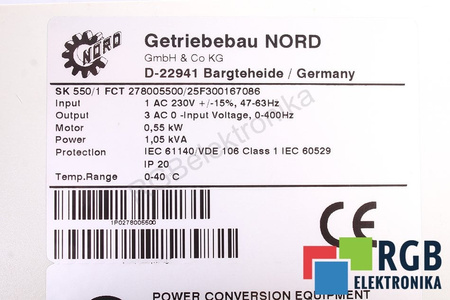 NORD
Getriebebau NORD
GmbH & Co KG
D-22941 Bargteheide / Germany
SK 550/1 FCT 278005500/25F300167086
Input 1 AC 230V +/-15%, 47-63Hz
Output 3 AC 0 -Input Voltage, 0-400Hz
Motor 0,55 kW
Power 1,05 kVA
Protection IEC 61140/VDE 106 Class 1 IEC 60529
IP 20
Temp.Range 0-40 °C
RGBelektronika
IP0278005500
CE
RGB
ELEKTRONIKA
POWER CONVERSION EQUIPMENT